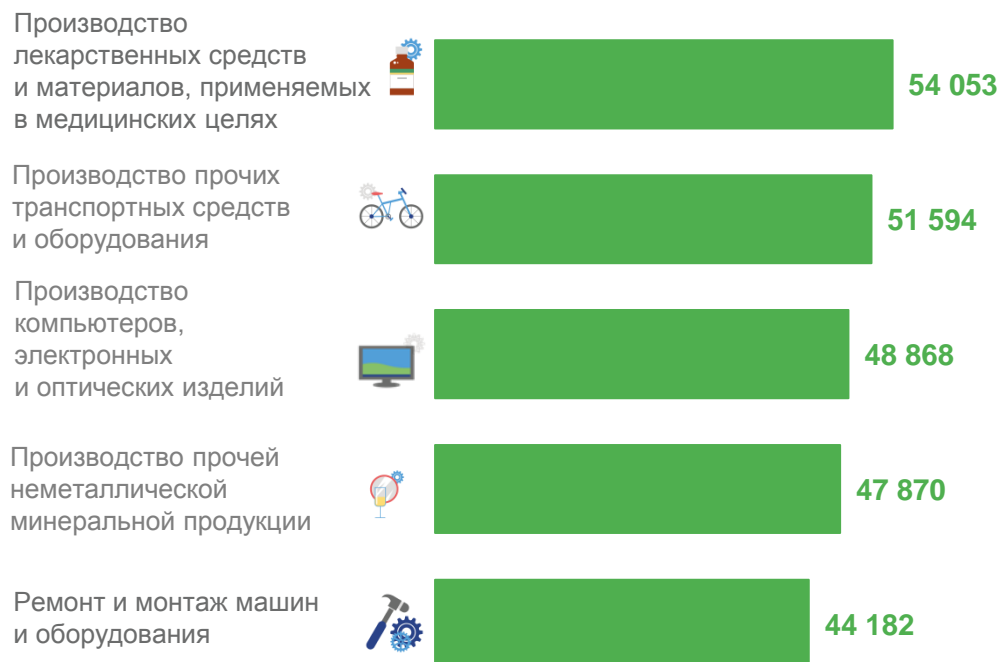 Производство
лекарственных средств
и материалов, применяемых
в медицинских целях
54 053
Производство прочих
транспортных средств
и оборудования
51 594
Производство
компьютеров,
электронных
и оптических изделий
48 868
Производство прочей
неметаллической
минеральной продукции
47 870
Ремонт и монтаж машин
и оборудования
44 182